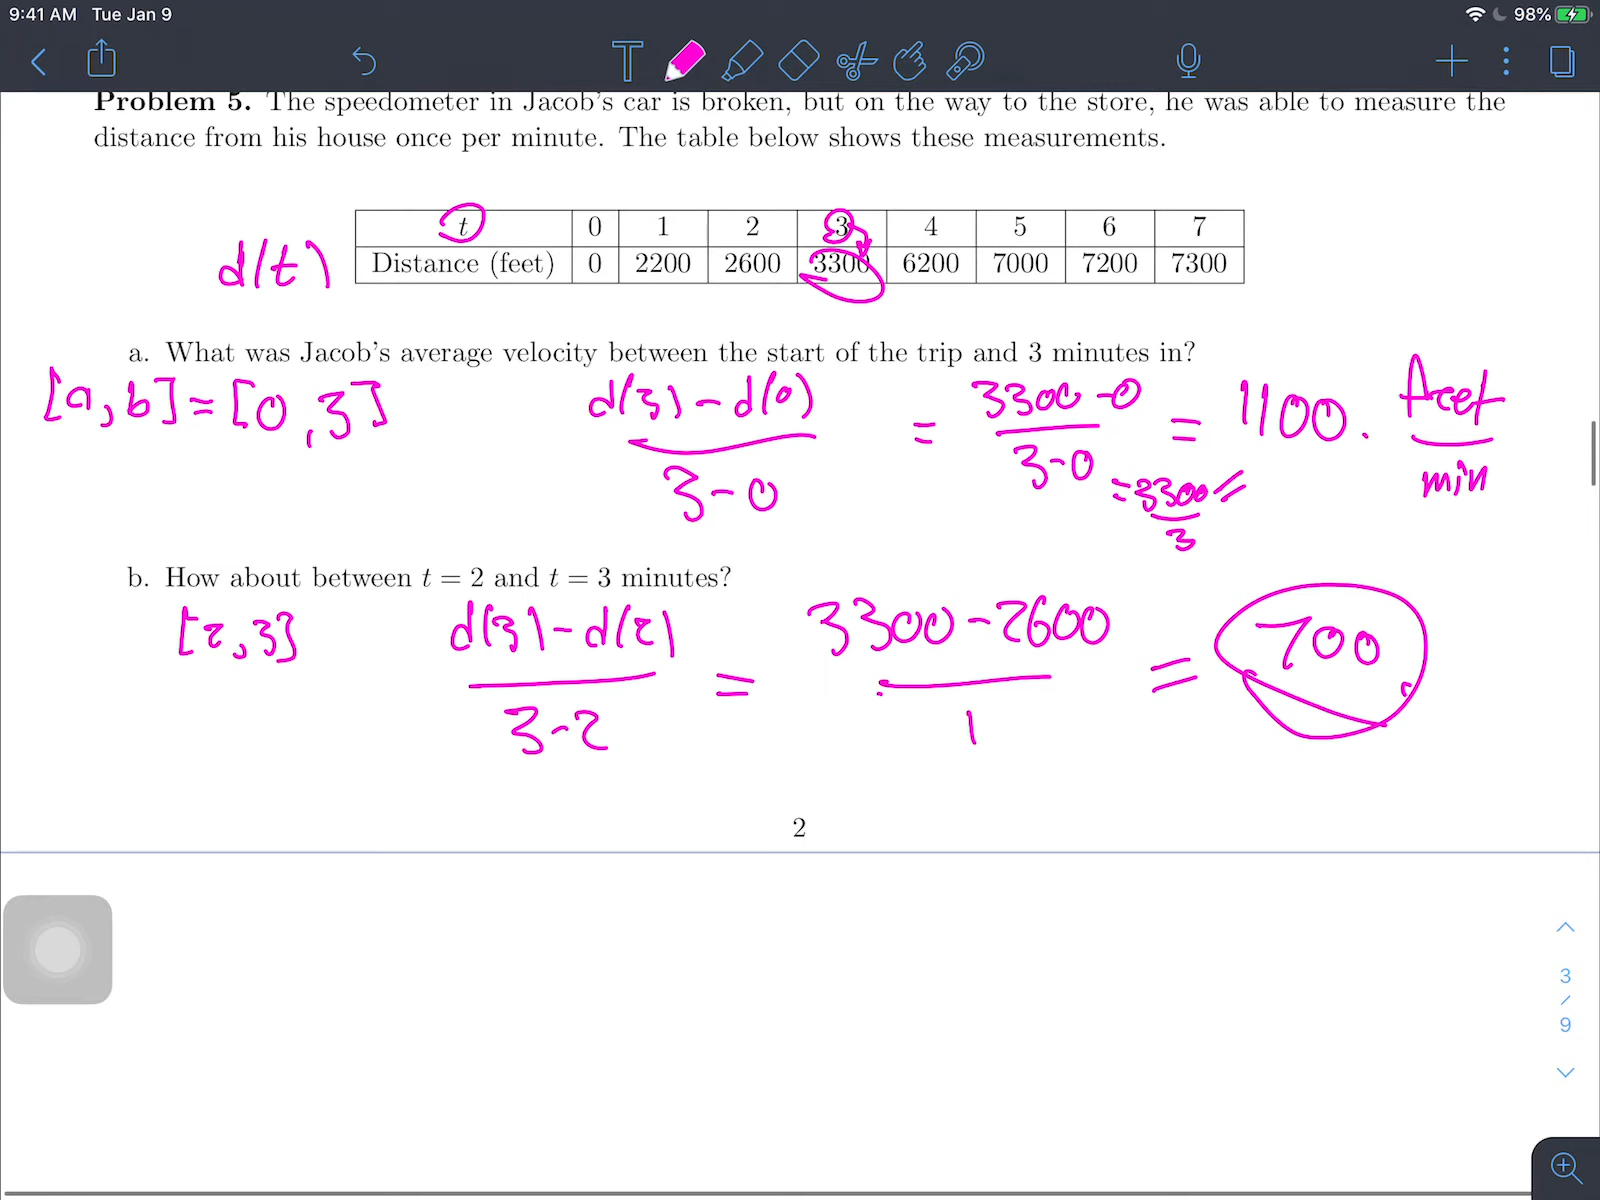 9:41 AM Tue Jan 9 98%
Problem 5. The speedometer in Jacob's car is broken, but on the way to the store, he was able to measure the
distance from his house once per minute. The table below shows these measurements.
t 0 1 2 3 4 5 6 7
d(t) Distance (feet) 0 2200 2600 3300 6200 7000 7200 7300
a. What was Jacob's average velocity between the start of the trip and 3 minutes in?
[a,b]=[0,3] d(3)-d(0) = 3300-0 = 1100. feet
3-0 3-0 min
=3300=
3
b. How about between t = 2 and t = 3 minutes?
[2,3] d(3)-d(2) = 3300-2600 = 700
3-2 1
2
3
/
9